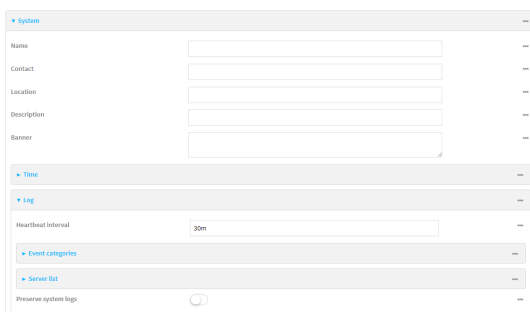 ▾ System
Name
Contact
Location
Description
Banner
▸ Time
▾ Log
Heartbeat interval 30m
▸ Event categories
▸ Server list
Preserve system logs